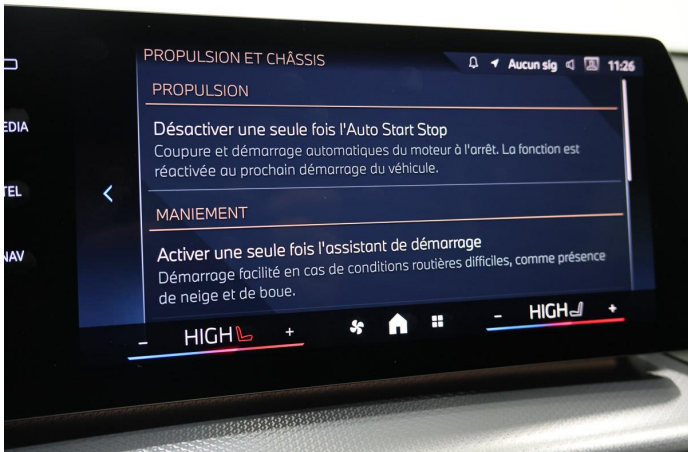 PROPULSION ET CHÂSSIS
Aucun sig
11:26
PROPULSION
EDIA
Désactiver une seule fois l'Auto Start Stop
Coupure et démarrage automatiques du moteur à l'arrêt. La fonction est
réactivée au prochain démarrage du véhicule.
TEL
MANIEMENT
NAV
Activer une seule fois l'assistant de démarrage
Démarrage facilité en cas de conditions routières difficiles, comme présence
de neige et de boue.
- HIGH +
- HIGH +